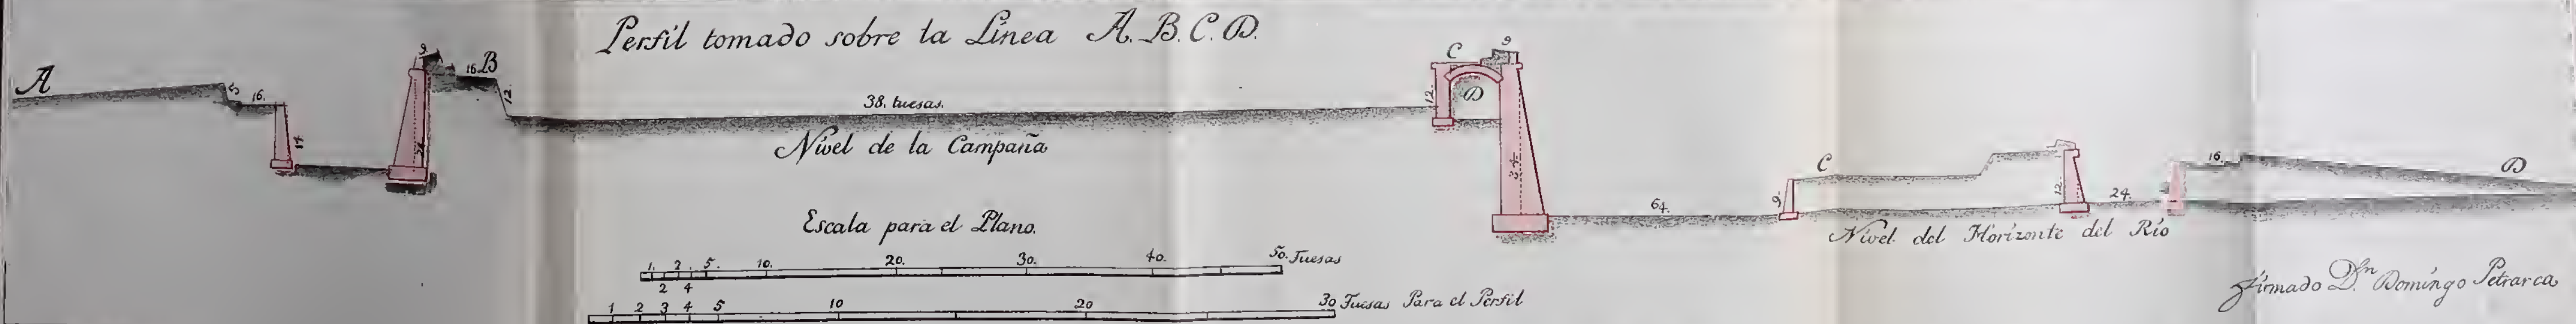 Perfil tomado sobre la Linea A. B. C. D.
A
5
16.
14
9
16. B
12.
38. tuesas.
Nivel de la Campaña
C
9
12.
D
64.
9.
C
12.
24.
16.
D
Nivel del Horizonte del Rio
Escala para el Plano.
1. 2. 5. 10. 20. 30. 40. 50. Tuesas
2 4
1 2 3 4 5 10 20 30 Tuesas Para el Perfil
firmado Dn. Domingo Petrarca